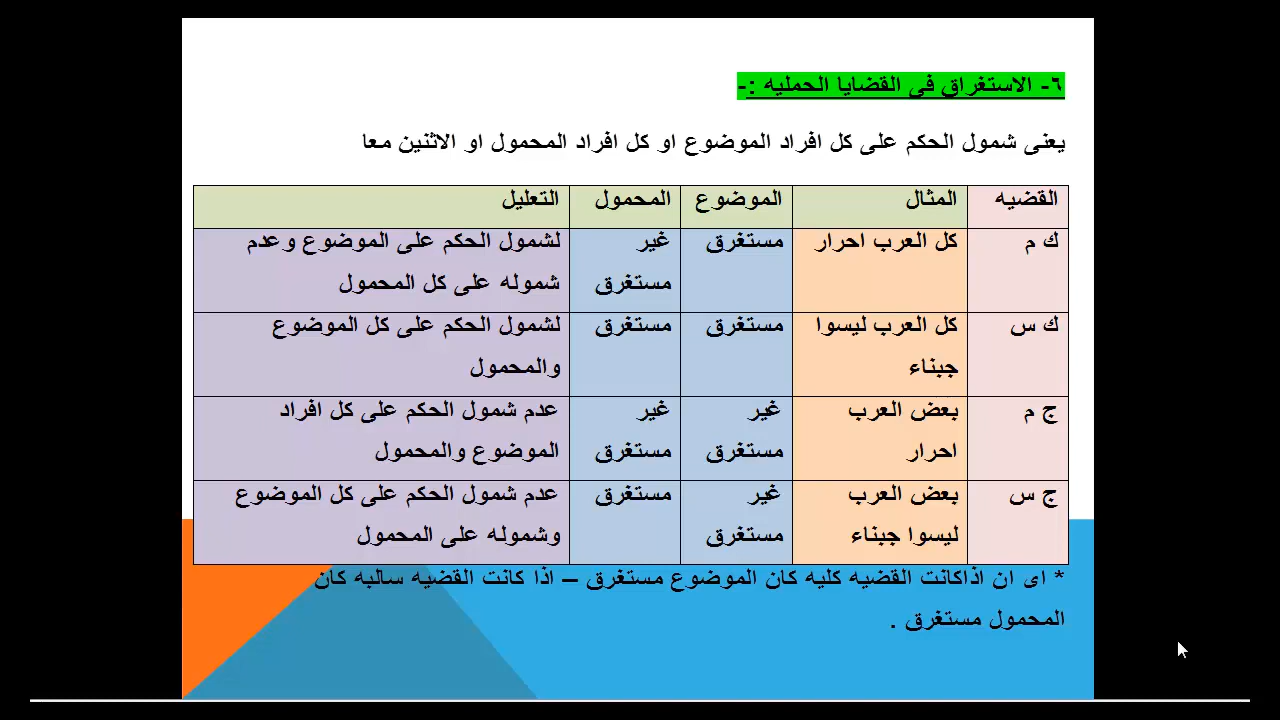 ٦- الاستغراق فى القضايا الحمليه :-
يعنى شمول الحكم على كل افراد الموضوع او كل افراد المحمول او الاثنين معا
القضيه المثال الموضوع المحمول التعليل
ك م كل العرب احرار مستغرق غير لشمول الحكم على الموضوع وعدم
مستغرق شموله على كل المحمول
ك س كل العرب ليسوا مستغرق مستغرق لشمول الحكم على كل الموضوع
جبناء والمحمول
ج م بعض العرب غير غير عدم شمول الحكم على كل افراد
احرار مستغرق مستغرق الموضوع والمحمول
ج س بعض العرب غير مستغرق عدم شمول الحكم على كل الموضوع
ليسوا جبناء مستغرق وشموله على المحمول
* اى ان اذاكانت القضيه كليه كان الموضوع مستغرق – اذا كانت القضيه سالبه كان
المحمول مستغرق .